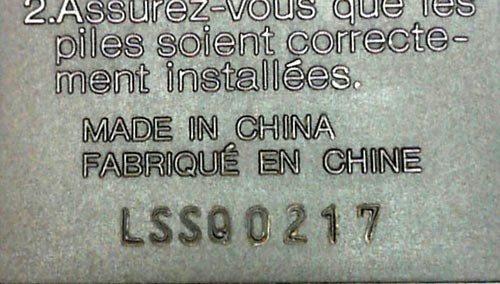 2.Assurez-vous que les
piles soient correcte-
ment installées.
MADE IN CHINA
FABRIQUÉ EN CHINE
LSSQ0217